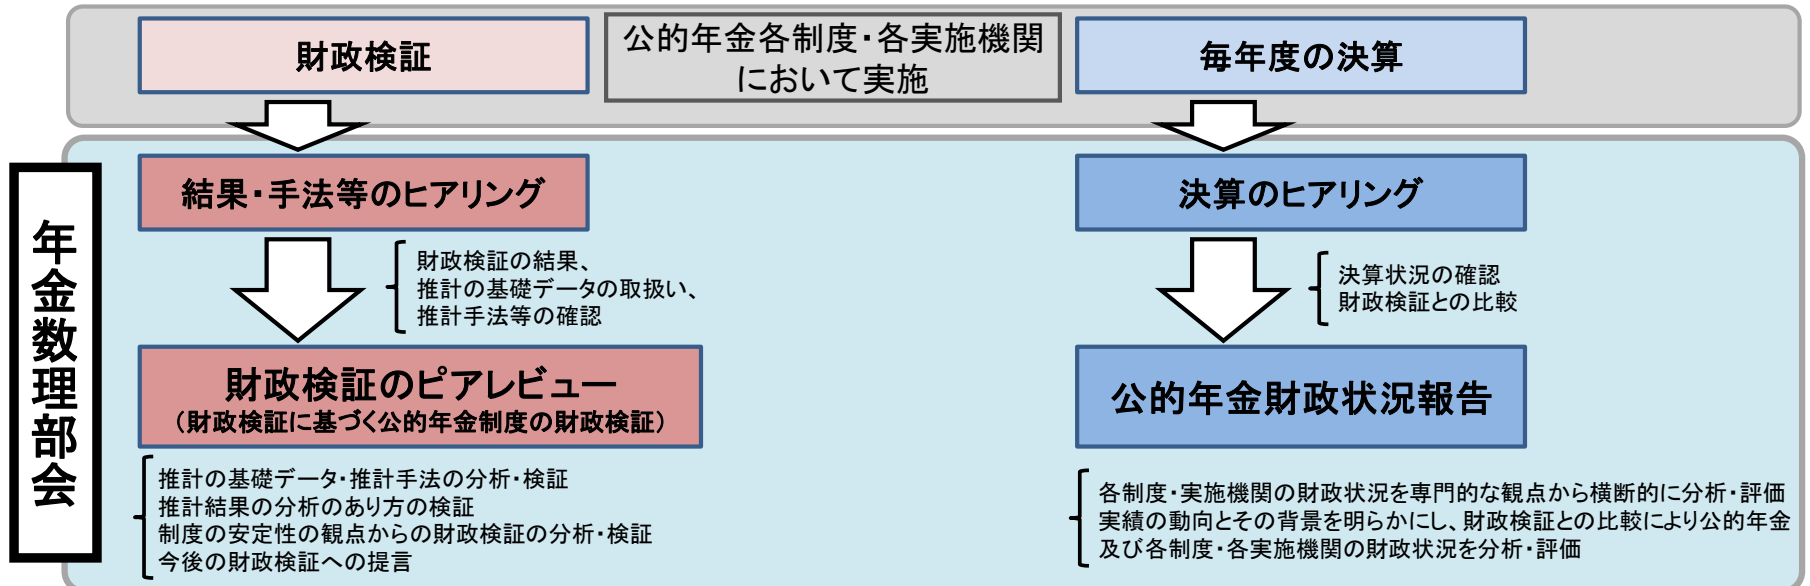 財政検証
公的年金各制度・各実施機関
において実施
毎年度の決算
年金数理部会
結果・手法等のヒアリング
決算のヒアリング
財政検証の結果、
推計の基礎データの取扱い、
推計手法等の確認
決算状況の確認
財政検証との比較
財政検証のピアレビュー
（財政検証に基づく公的年金制度の財政検証）
公的年金財政状況報告
推計の基礎データ・推計手法の分析・検証
推計結果の分析のあり方の検証
制度の安定性の観点からの財政検証の分析・検証
今後の財政検証への提言
各制度・実施機関の財政状況を専門的な観点から横断的に分析・評価
実績の動向とその背景を明らかにし、財政検証との比較により公的年金
及び各制度・各実施機関の財政状況を分析・評価